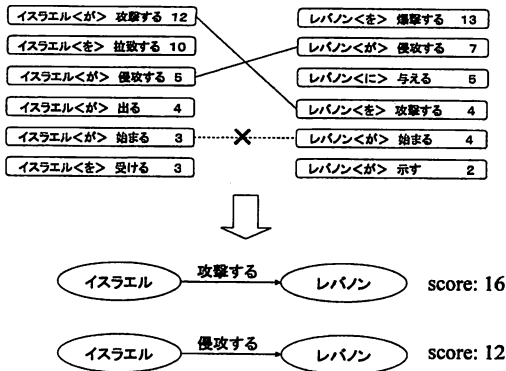 イスラエル<が> 攻撃する 12
イスラエル<を> 拉致する 10
イスラエル<が> 侵攻する 5
イスラエル<が> 出る 4
イスラエル<が> 始まる 3
イスラエル<を> 受ける 3
レバノン<を> 爆撃する 13
レバノン<が> 侵攻する 7
レバノン<に> 与える 5
レバノン<を> 攻撃する 4
レバノン<が> 始まる 4
レバノン<が> 示す 2
イスラエル 攻撃する レバノン score: 16
イスラエル 侵攻する レバノン score: 12